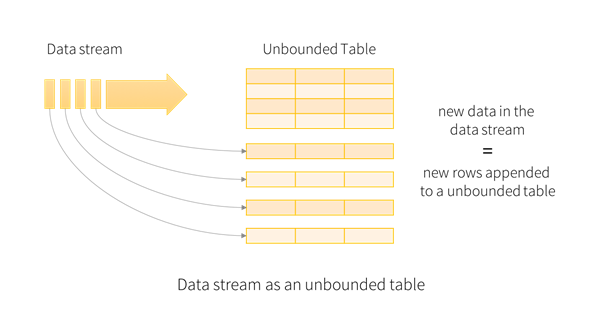 Data stream
Unbounded Table
new data in the
data stream
=
new rows appended
to a unbounded table
Data stream as an unbounded table